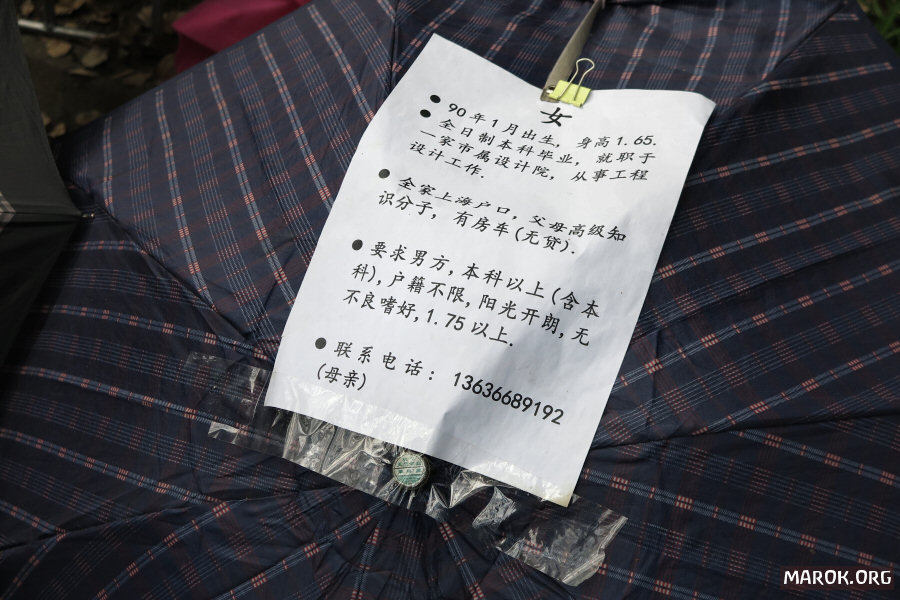 女
● 90年1月出生，身高1.65.
● 全日制本科毕业，就职于
一家市属设计院，从事工程
设计工作.
● 全家上海户口，父母高级知
识分子，有房车(无贷).
● 要求男方,本科以上(含本
科),户籍不限,阳光开朗,无
不良嗜好,1.75以上.
● 联系电话: 13636689192
(母亲)
MAROK.ORG